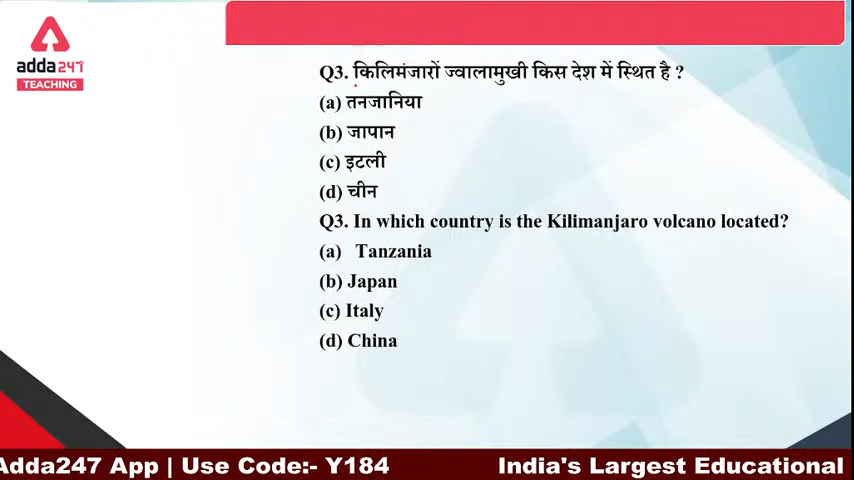 adda247
TEACHING
Q3. किलिमंजारों ज्वालामुखी किस देश में स्थित है ?
(a) तनजानिया
(b) जापान
(c) इटली
(d) चीन
Q3. In which country is the Kilimanjaro volcano located?
(a) Tanzania
(b) Japan
(c) Italy
(d) China
Adda247 App | Use Code:- Y184 India's Largest Educational